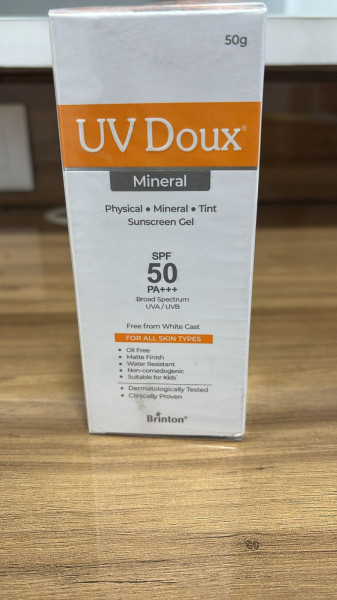 50g
UV Doux®
Mineral
Physical • Mineral • Tint
Sunscreen Gel
SPF
50
PA+++
Broad Spectrum
UVA / UVB
Free from White Cast
FOR ALL SKIN TYPES
• Oil Free
• Matte Finish
• Water Resistant
• Non-comedogenic
• Suitable for Kids*
• Dermatologically Tested
• Clinically Proven
Brinton®